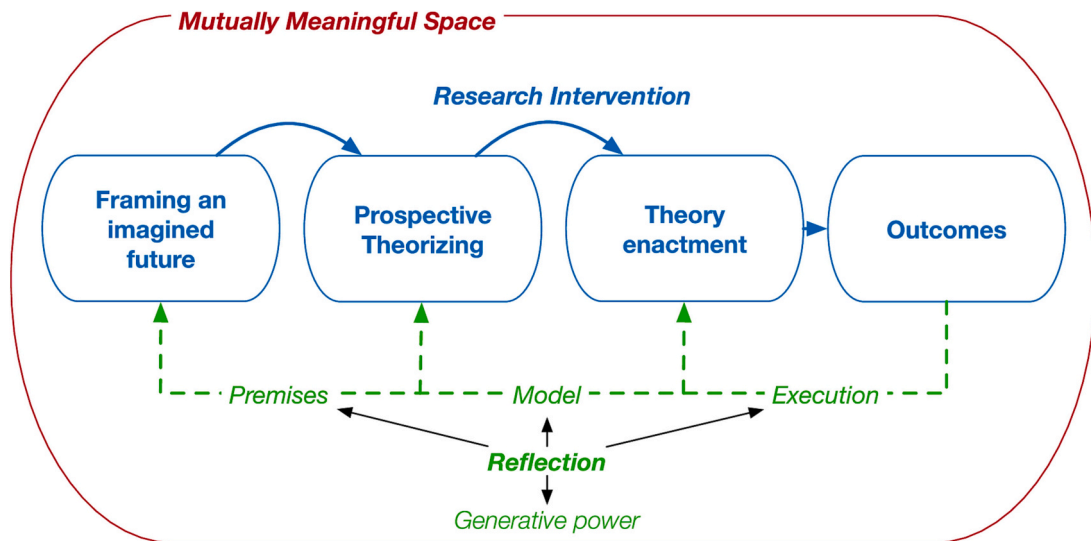 Mutually Meaningful Space
Research Intervention
Framing an
imagined
future
Prospective
Theorizing
Theory
enactment
Outcomes
Premises
Model
Execution
Reflection
Generative power